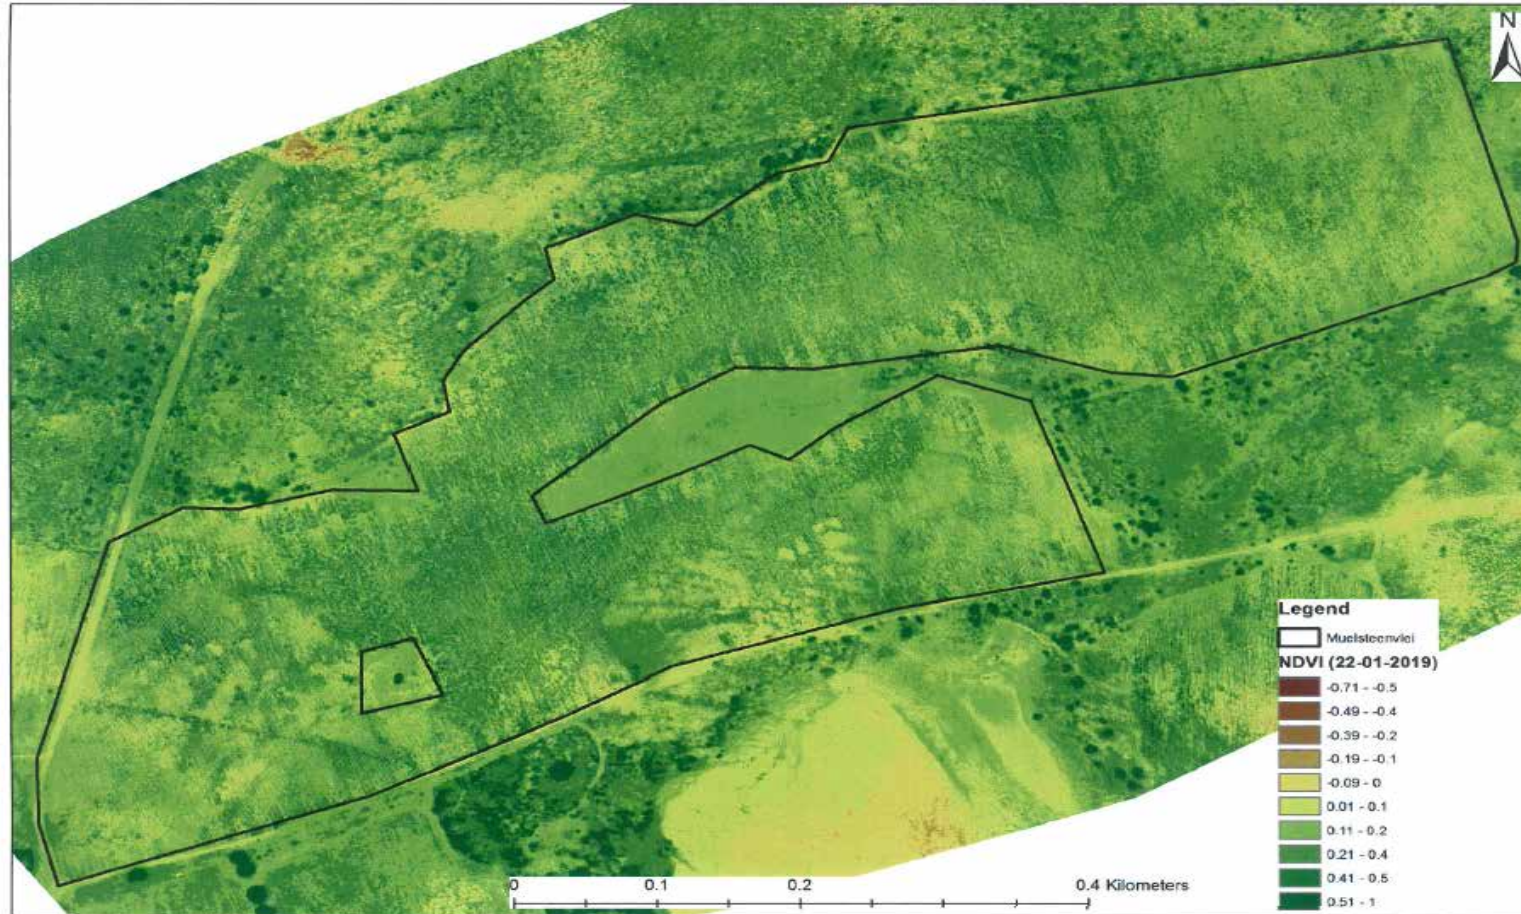 N
Legend
Muelsteenvlei
NDVI (22-01-2019)
-0.71 - -0.5
-0.49 - -0.4
-0.39 - -0.2
-0.19 - -0.1
-0.09 - 0
0.01 - 0.1
0.11 - 0.2
0.21 - 0.4
0.41 - 0.5
0.51 - 1
0 0.1 0.2 0.4 Kilometers